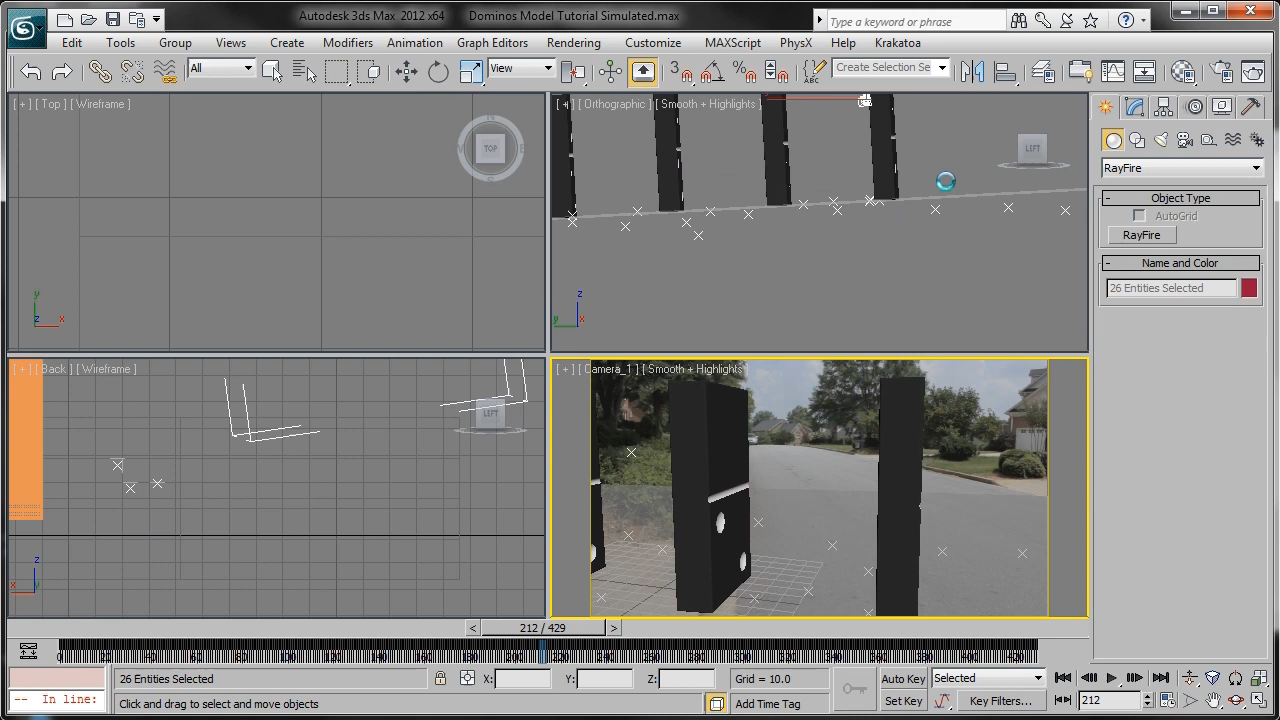 Autodesk 3ds Max 2012 x64 Dominos Model Tutorial Simulated.max
Type a keyword or phrase
Edit Tools Group Views Create Modifiers Animation Graph Editors Rendering Customize MAXScript PhysX Help Krakatoa
All View 3 ABC Create Selection Se
[ + ] [ Top ] [ Wireframe ]
TOP
[ + ] [ Orthographic ] [ Smooth + Highlights ]
LEFT
RayFire
- Object Type
AutoGrid
RayFire
- Name and Color
26 Entities Selected
y z x
z y x
[ + ] [ Back ] [ Wireframe ]
LEFT
z x
[ + ] [ Camera_1 ] [ Smooth + Highlights ]
< 212 / 429 >
26 Entities Selected X: Y: Z: Grid = 10.0 Auto Key Selected
-- In line: Click and drag to select and move objects Add Time Tag Set Key Key Filters... 212